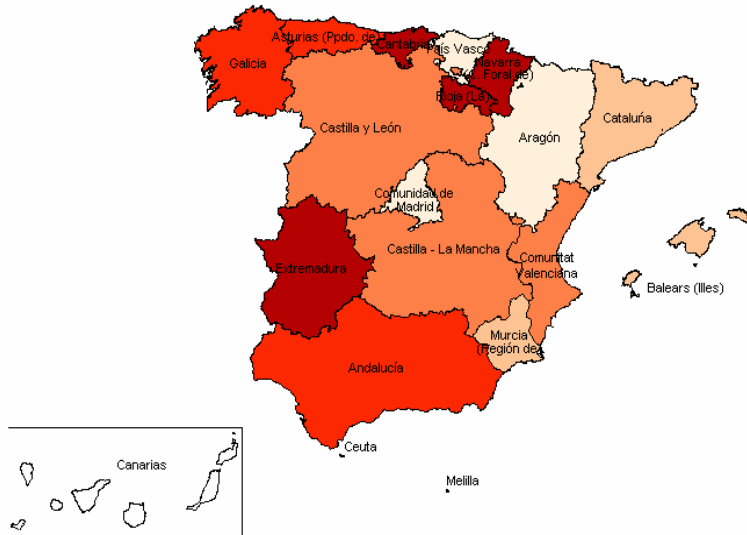 Asturias (Ppdo. de
Cantabria
País Vasco
Galicia
Navarra
(C. Foral de)
Rioja (La)
Castilla y León
Cataluña
Aragón
Comunidad de
Madrid
Castilla - La Mancha
Comunitat
Valenciana
Extremadura
Balears (Illes)
Murcia
(Región de
Andalucía
Ceuta
Canarias
Melilla